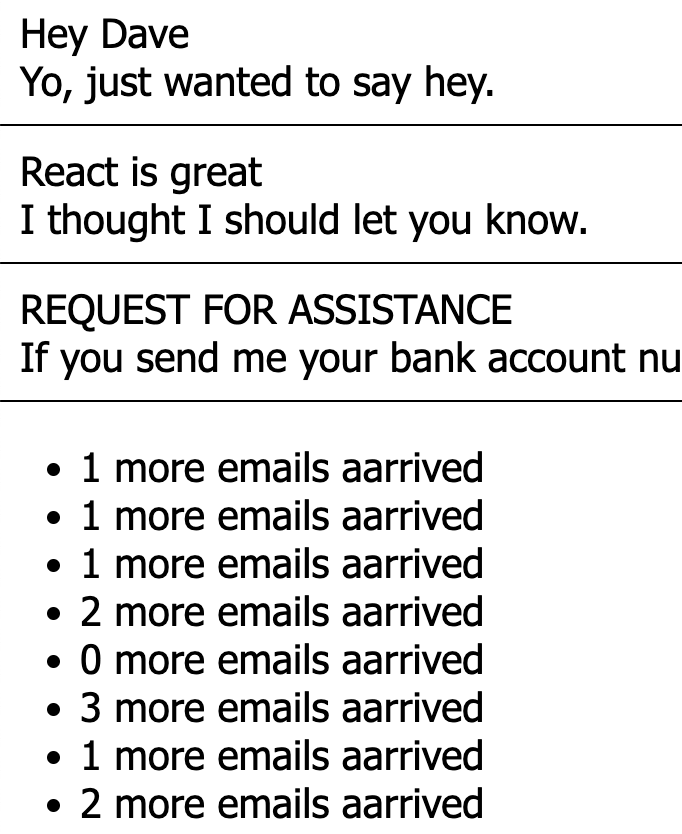 Hey Dave
Yo, just wanted to say hey.
React is great
I thought I should let you know.
REQUEST FOR ASSISTANCE
If you send me your bank account nu
• 1 more emails aarrived
• 1 more emails aarrived
• 1 more emails aarrived
• 2 more emails aarrived
• 0 more emails aarrived
• 3 more emails aarrived
• 1 more emails aarrived
• 2 more emails aarrived